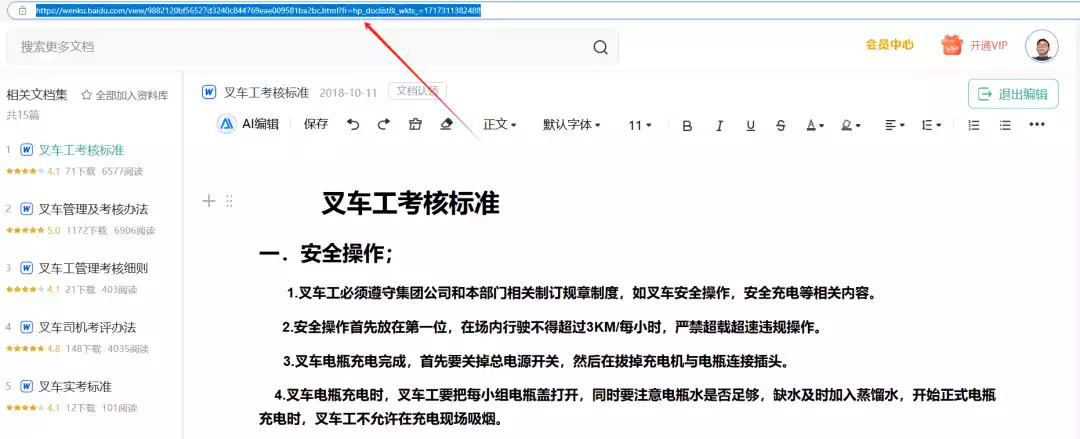 https://wenku.baidu.com/view/9882120bf56527d3240c844769eae009581ba2bc.html?fr=hp_doclist&_wkts_=1717311382488
搜索更多文档
会员中心
VIP
开通VIP
相关文档集 全部加入资料库
共15篇
1 W 叉车工考核标准
4.1 71下载 6577阅读
2 W 叉车管理及考核办法
5.0 1172下载 6906阅读
3 W 叉车工管理考核细则
4.1 21下载 403阅读
4 W 叉车司机考评办法
4.8 148下载 4035阅读
5 W 叉车实考标准
4.1 12下载 101阅读
W 叉车工考核标准 2018-10-11 文档认领
退出编辑
AI编辑 保存 正文 默认字体 11 B I U S A
叉车工考核标准
一．安全操作；
1.叉车工必须遵守集团公司和本部门相关制订规章制度，如叉车安全操作，安全充电等相关内容。
2.安全操作首先放在第一位，在场内行驶不得超过3KM/每小时，严禁超载超速违规操作。
3.叉车电瓶充电完成，首先要关掉总电源开关，然后在拔掉充电机与电瓶连接插头。
4.叉车电瓶充电时，叉车工要把每小组电瓶盖打开，同时要注意电瓶水是否足够，缺水及时加入蒸馏水，开始正式电瓶
充电时，叉车工不允许在充电现场吸烟。